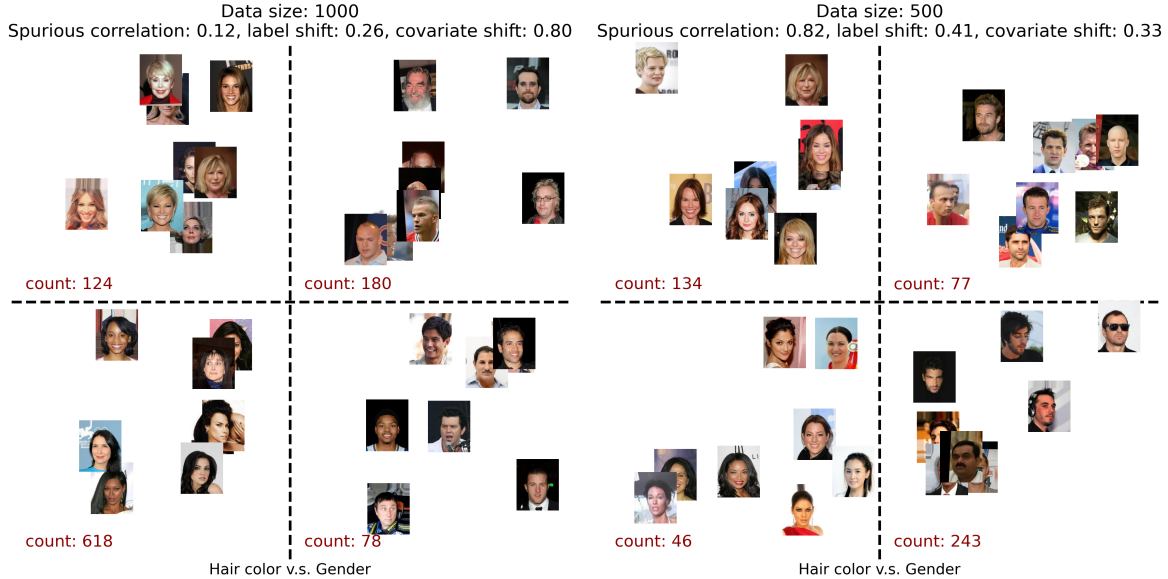 Data size: 1000
Spurious correlation: 0.12, label shift: 0.26, covariate shift: 0.80
count: 124
count: 180
count: 618
count: 78
Hair color v.s. Gender
Data size: 500
Spurious correlation: 0.82, label shift: 0.41, covariate shift: 0.33
count: 134
count: 77
count: 46
count: 243
Hair color v.s. Gender